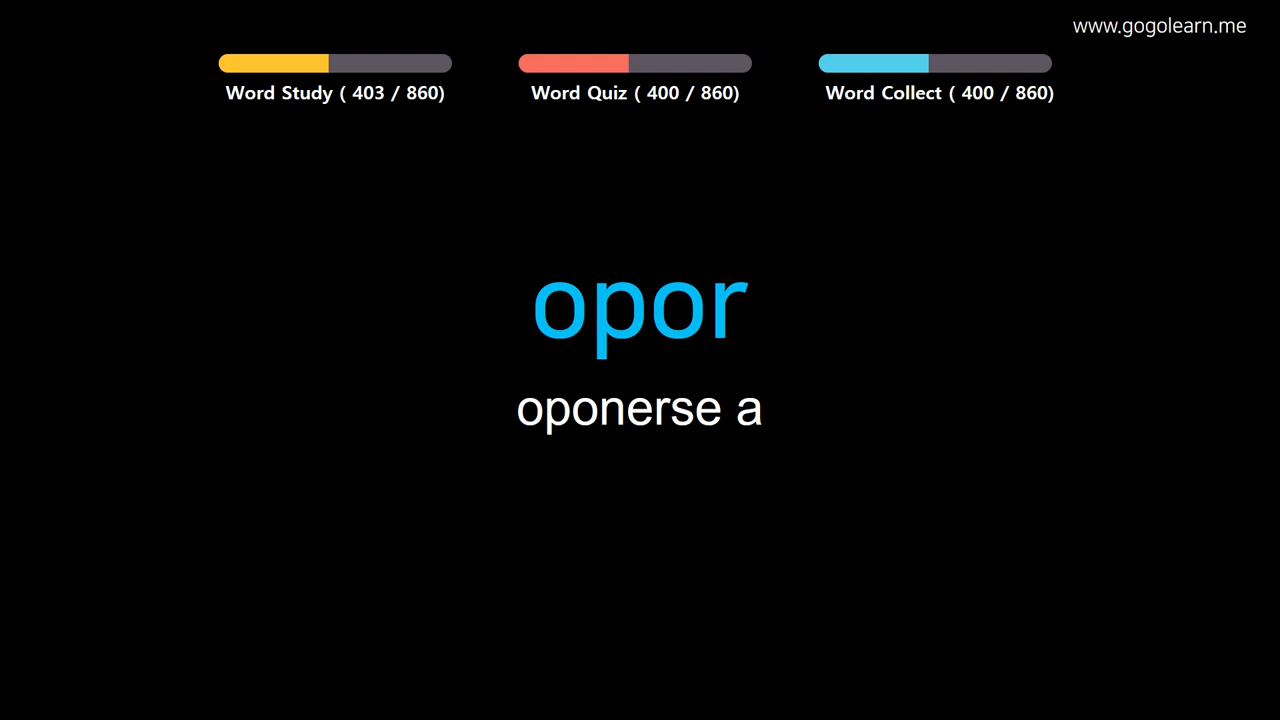 www.gogolearn.me
Word Study ( 403 / 860)
Word Quiz ( 400 / 860)
Word Collect ( 400 / 860)
opor
oponerse a